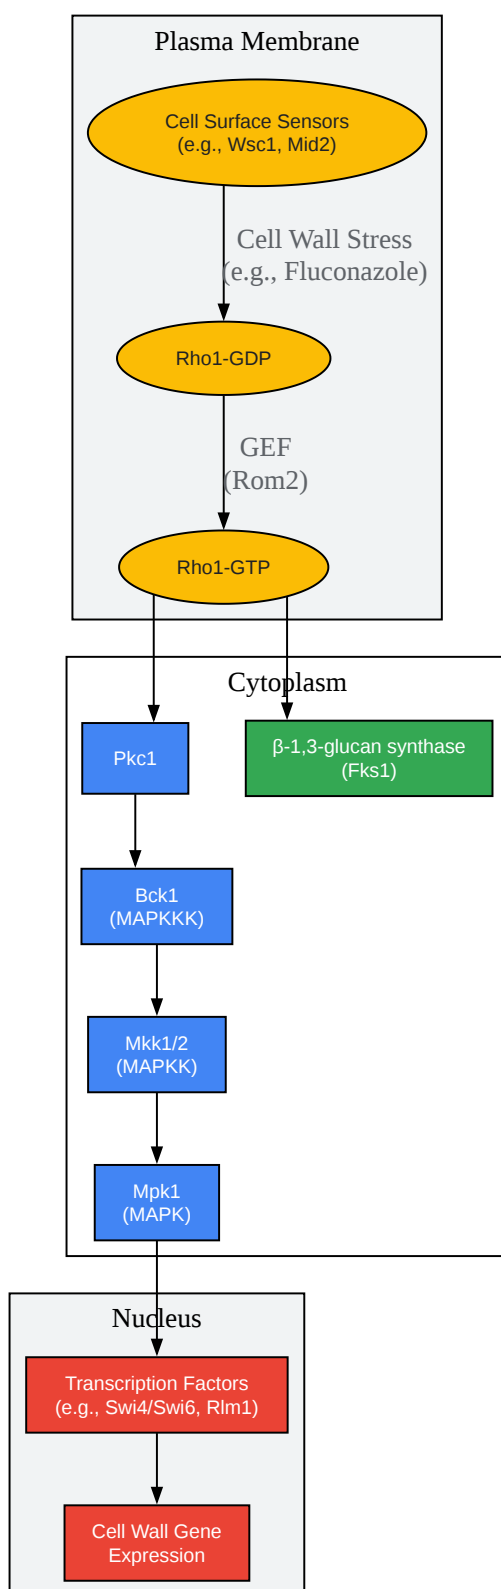 Plasma Membrane
Cell Surface Sensors
(e.g., Wsc1, Mid2)
Cell Wall Stress
(e.g., Fluconazole)
Rho1-GDP
GEF
(Rom2)
Rho1-GTP
Cytoplasm
Pkc1
β-1,3-glucan synthase
(Fks1)
Bck1
(MAPKKK)
Mkk1/2
(MAPKK)
Mpk1
(MAPK)
Nucleus
Transcription Factors
(e.g., Swi4/Swi6, Rlm1)
Cell Wall Gene
Expression